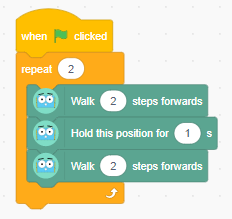 when clicked
repeat 2
Walk 2 steps forwards
Hold this position for 1 s
Walk 2 steps forwards